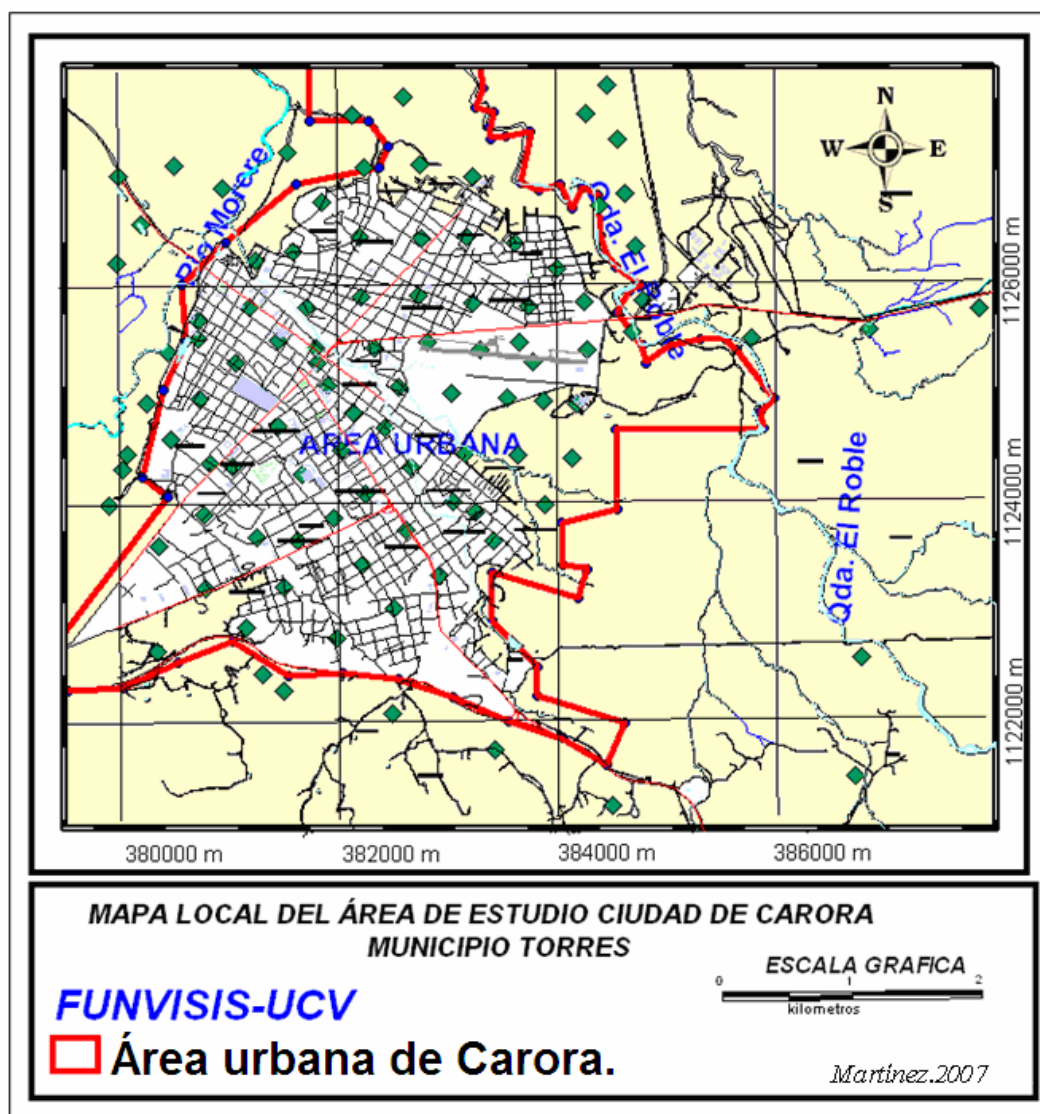 N
W E
S
Rio Morere
Qda. El Roble
AREA URBANA
Qda. El Roble
1126000 m
1124000 m
1122000 m
380000 m 382000 m 384000 m 386000 m
MAPA LOCAL DEL ÁREA DE ESTUDIO CIUDAD DE CARORA
MUNICIPIO TORRES
ESCALA GRAFICA
0 1 2
kilometros
FUNVISIS-UCV
Área urbana de Carora.
Martinez.2007